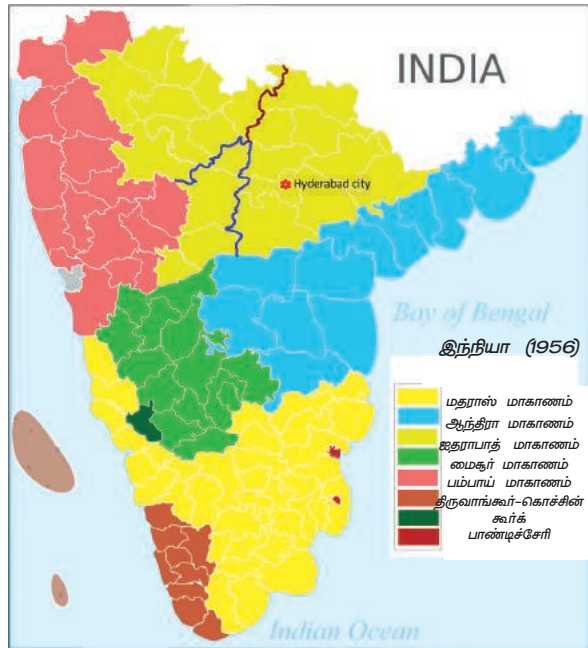 INDIA
Hyderabad city
Bay of Bengal
இந்நியா (1956)
மதராஸ் மாகாணம்
ஆந்திரா மாகாணம்
ஐதராபாத் மாகாணம்
மைசூர் மாகாணம்
பம்பாய் மாகாணம்
திருவாங்கூர்-கொச்சின்
கூர்க்
பாண்டிச்சேரி
Indian Ocean